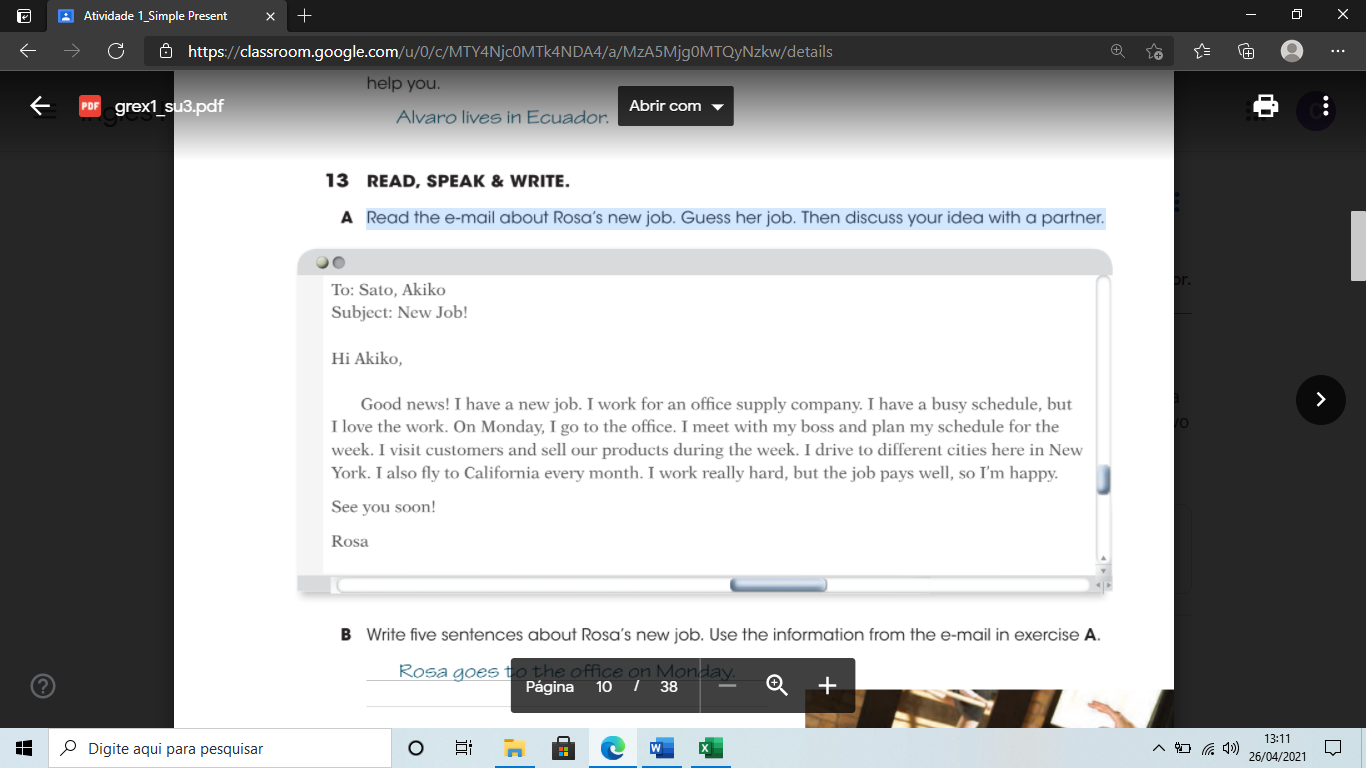 Atividade 1_Simple Present
https://classroom.google.com/u/0/c/MTY4Njc0MTk4NDA4/a/MzA5Mjg0MTQyNzkw/details
help you.
PDF grex1_su3.pdf
Abrir com
Alvaro lives in Ecuador.
13 READ, SPEAK & WRITE.
A Read the e-mail about Rosa's new job. Guess her job. Then discuss your idea with a partner.
To: Sato, Akiko
Subject: New Job!
Hi Akiko,
Good news! I have a new job. I work for an office supply company. I have a busy schedule, but
I love the work. On Monday, I go to the office. I meet with my boss and plan my schedule for the
week. I visit customers and sell our products during the week. I drive to different cities here in New
York. I also fly to California every month. I work really hard, but the job pays well, so I'm happy.
See you soon!
Rosa
B Write five sentences about Rosa's new job. Use the information from the e-mail in exercise A.
Rosa goes to the office on Monday.
Página 10 / 38
Digite aqui para pesquisar
13:11
26/04/2021